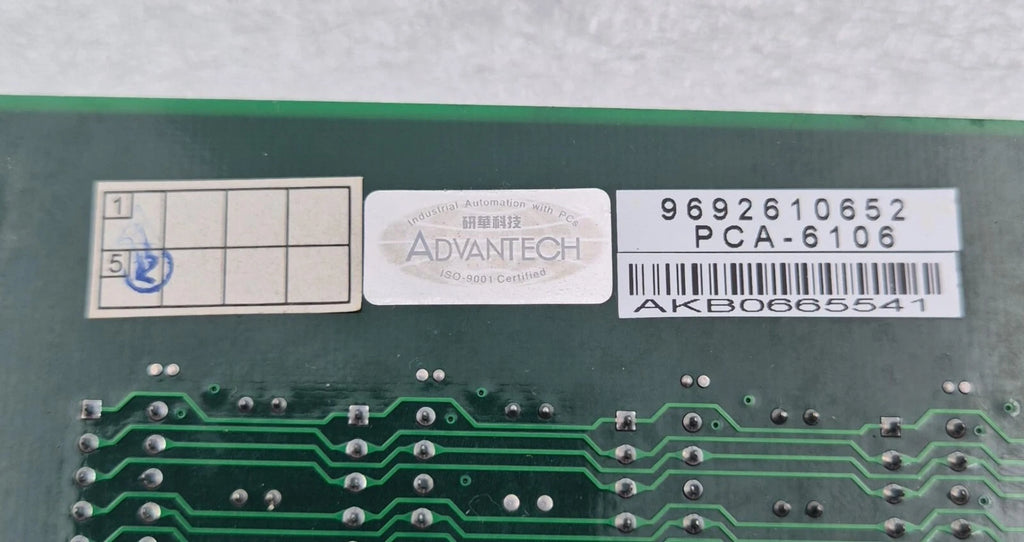 1
5
R
Industrial Automation with PCs
研華科技
ADVANTECH
ISO-9001 Certified
9692610652
PCA-6106
AKB0665541